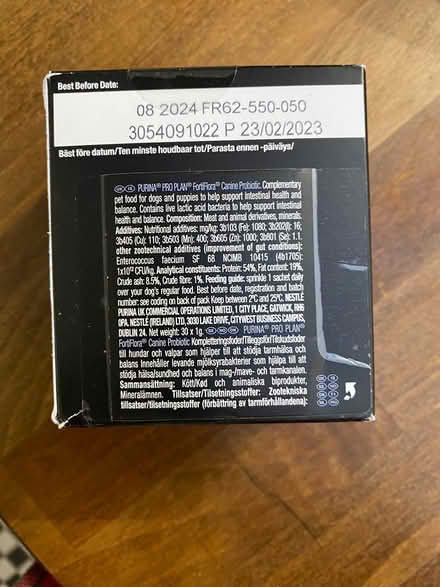 Best Before Date:
08 2024 FR62-550-050
3054091022 P 23/02/2023
Bäst före datum/Ten minste houdbaar tot/Parasta ennen -päiväys/
PURINA® PRO PLAN® FortiFlora® Canine Probiotic. Complementary
pet food for dogs and puppies to help support intestinal health and
balance. Contains live lactic acid bacteria to help support intestinal health
and balance. Composition: Meat and animal derivatives, minerals.
Additives: Nutritional additives: mg/kg: 3b103 (Fe): 1080; 3b202(I): 16;
3b405 (Cu): 110; 3b503 (Mn): 400; 3b605 (Zn): 1000; 3b801 (Se): 1.1.
other zootechnical additives (improvement of gut conditions):
Enterococcus faecium SF 68 NCIMB 10415 (4b1705):
CFU/kg. Analytical constituents: Protein: 54%, Fat content: 19%,
Crude ash: 8.5%, Crude fibre: 1%. Feeding guide: sprinkle 1 sachet daily
over your dog's regular food. Best before date, registration and batch
number: see coding on back of pack Keep between 2°C and 25°C. NESTLÉ
PURINA UK COMMERCIAL OPERATIONS LIMITED, 1 CITY PLACE, GATWICK, RH6
0PA. NESTLÉ (IRELAND) LTD, 3030 LAKE DRIVE, CITYWEST BUSINESS CAMPUS,
DUBLIN 24. Net weight: 30 x 1g. PURINA® PRO PLAN®
FortiFlora® Canine Probiotic Kompletteringsfoder/Tilleggsfôr/Tilskudsfoder
till hundar och valpar som hjälper till att stödja tarmhälsa och
balans Innehåller levande mjölksyrabakterier som hjälper till att
stödja hälsa/sundhed och balans i mag-/mave- och tarmkanalen.
Sammansättning: Kött/Kød och animaliska biprodukter,
Mineralämnen. Tillsatser/Tilsetningsstoffer: Zootekniska
tillsatser/tilsetningsstoffer (förbättring av tarmförhållandena):